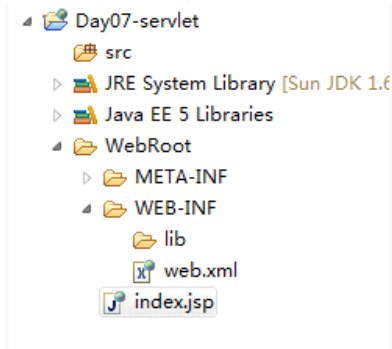 Day07-servlet
src
JRE System Library [Sun JDK 1.6
Java EE 5 Libraries
WebRoot
META-INF
WEB-INF
lib
web.xml
index.jsp